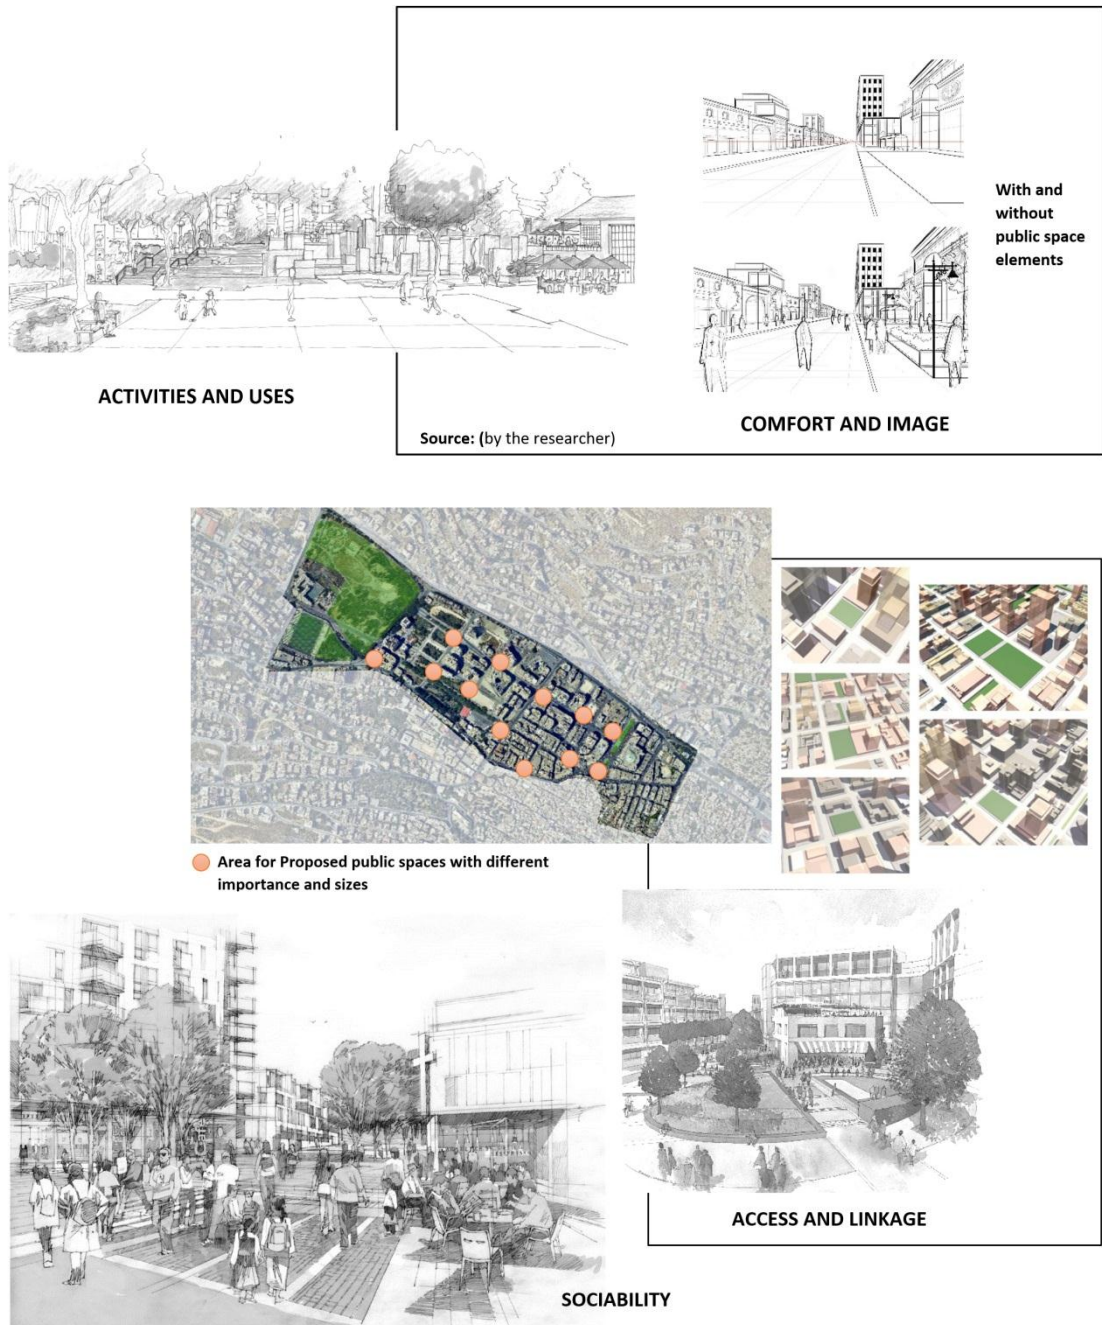 With and
without
public space
elements
ACTIVITIES AND USES
COMFORT AND IMAGE
Source: (by the researcher)
Area for Proposed public spaces with different
importance and sizes
ACCESS AND LINKAGE
SOCIABILITY